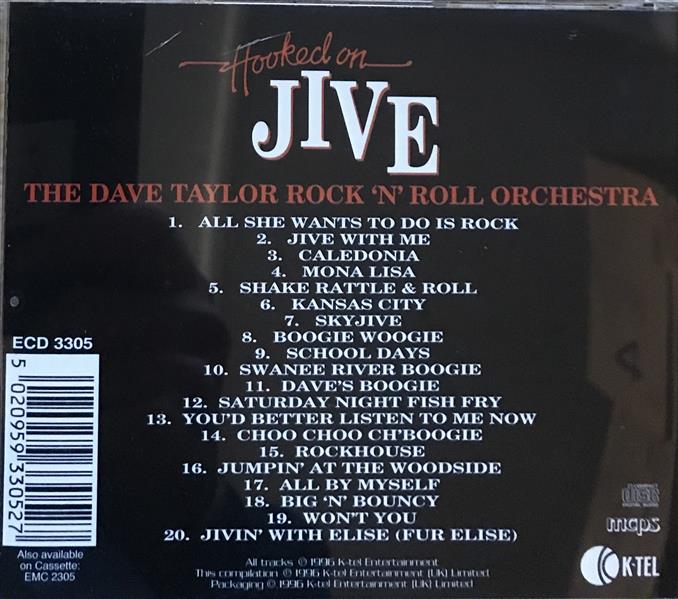 Hooked on
JIVE
THE DAVE TAYLOR ROCK 'N' ROLL ORCHESTRA
1. ALL SHE WANTS TO DO IS ROCK
2. JIVE WITH ME
3. CALEDONIA
4. MONA LISA
5. SHAKE RATTLE & ROLL
6. KANSAS CITY
7. SKYJIVE
8. BOOGIE WOOGIE
9. SCHOOL DAYS
10. SWANEE RIVER BOOGIE
11. DAVE'S BOOGIE
12. SATURDAY NIGHT FISH FRY
13. YOU'D BETTER LISTEN TO ME NOW
14. CHOO CHOO CH'BOOGIE
15. ROCKHOUSE
16. JUMPIN' AT THE WOODSIDE
17. ALL BY MYSELF
18. BIG 'N' BOUNCY
19. WON'T YOU
20. JIVIN' WITH ELISE (FUR ELISE)
ECD 3305
5 020959 330527
Also available
on Cassette:
EMC 2305
All tracks ℗ 1996 K-tel Entertainment
This compilation ℗ 1996 K-tel Entertainment (UK) Limited
Packaging © 1996 K-tel Entertainment (UK) Limited
COMPACT
disc
DIGITAL AUDIO
mcps
K-TEL